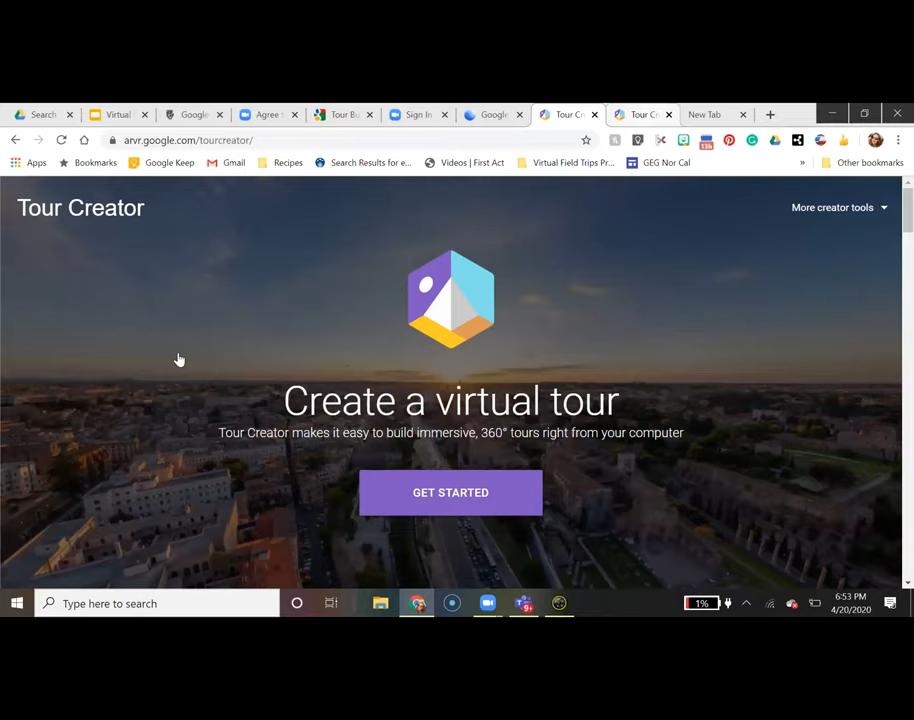 Search
Virtual
Google
Agree
Tour Bu
Sign In
Google
Tour Cr
Tour Cr
New Tab
arvr.google.com/tourcreator/
13k
Apps
Bookmarks
Google Keep
Gmail
Recipes
Search Results for e...
Videos | First Act
Virtual Field Trips Pr...
GEG Nor Cal
»
Other bookmarks
Tour Creator
More creator tools
Create a virtual tour
Tour Creator makes it easy to build immersive, 360° tours right from your computer
GET STARTED
Type here to search
9+
1%
6:53 PM
4/20/2020